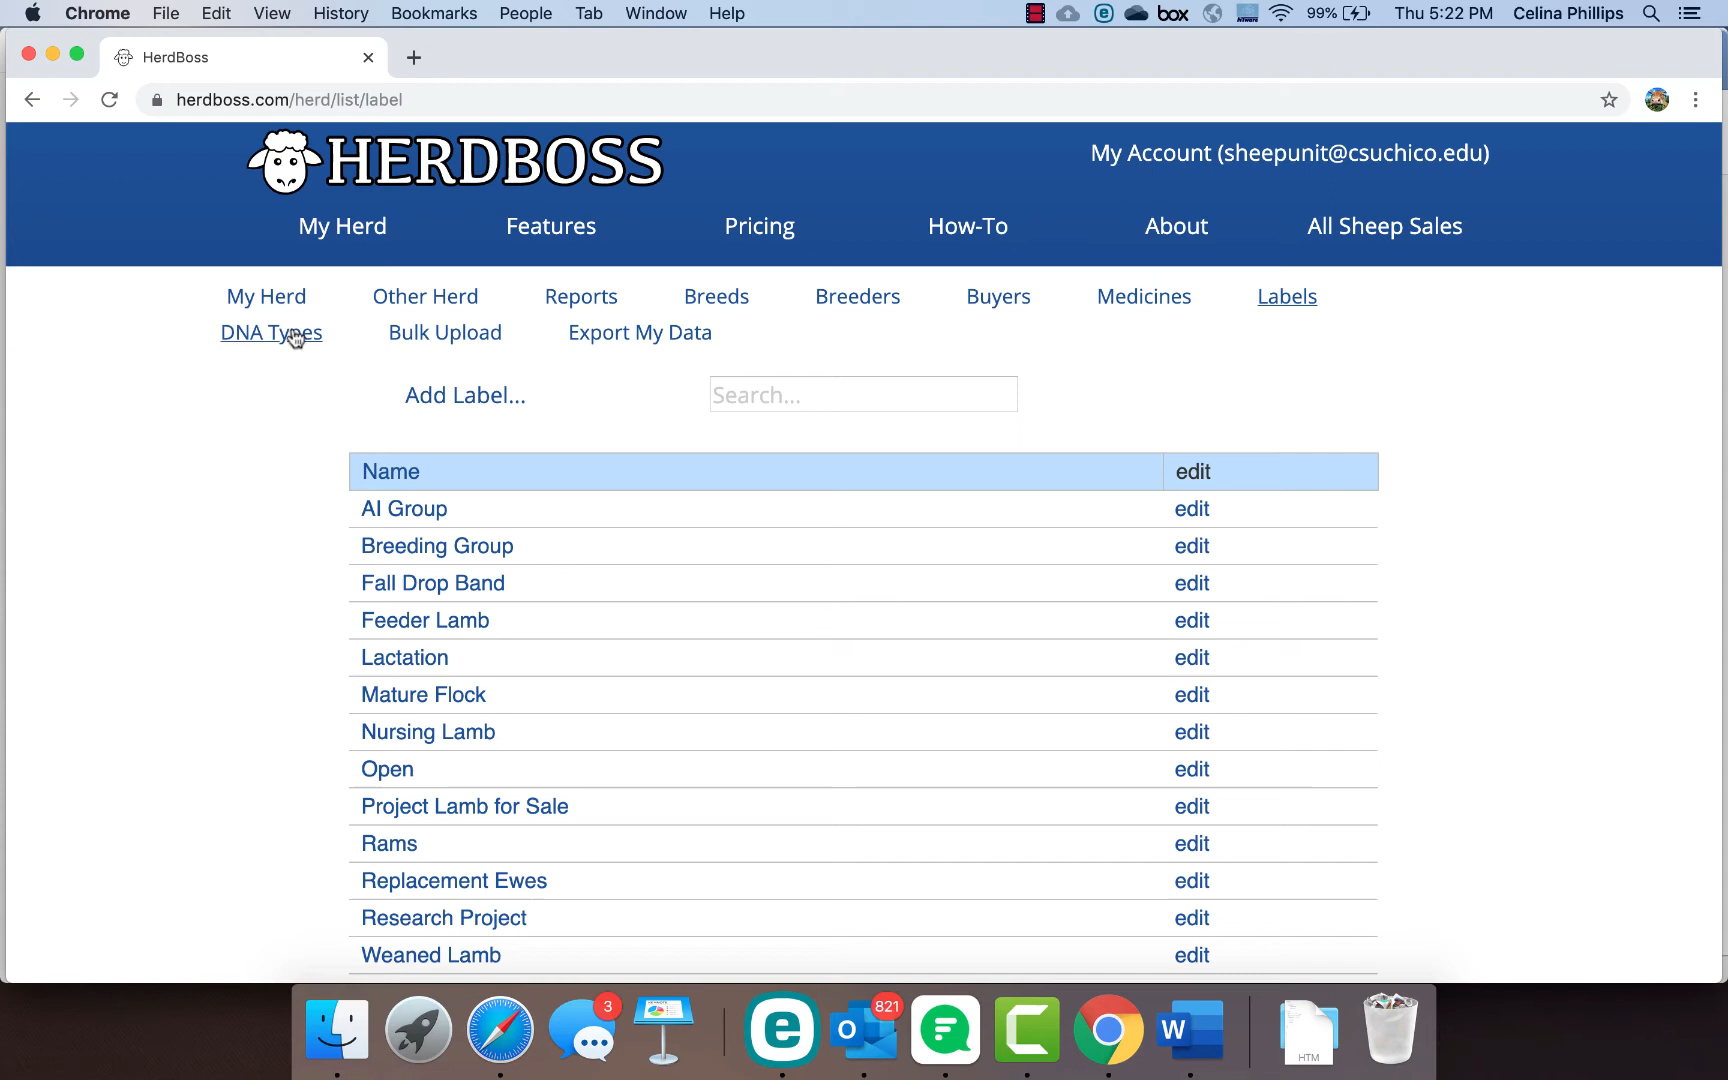 Chrome File Edit View History Bookmarks People Tab Window Help box 99% Thu 5:22 PM Celina Phillips
HerdBoss
herdboss.com/herd/list/label
HERDBOSS
My Account (sheepunit@csuchico.edu)
My Herd Features Pricing How-To About All Sheep Sales
My Herd Other Herd Reports Breeds Breeders Buyers Medicines Labels
DNA Types Bulk Upload Export My Data
Add Label... Search...
Name edit
AI Group edit
Breeding Group edit
Fall Drop Band edit
Feeder Lamb edit
Lactation edit
Mature Flock edit
Nursing Lamb edit
Open edit
Project Lamb for Sale edit
Rams edit
Replacement Ewes edit
Research Project edit
Weaned Lamb edit
3 821
e O C W HTM